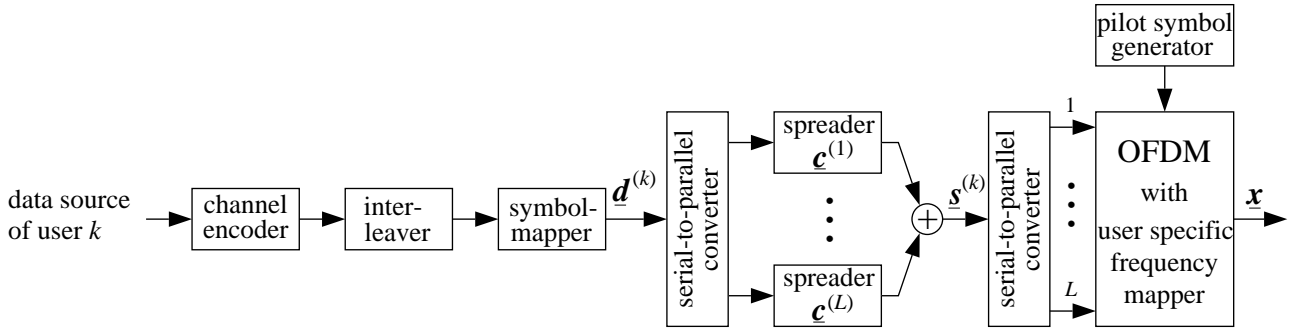 pilot symbol
generator
data source
of user k
channel
encoder
inter-
leaver
symbol-
mapper
d^(k)
serial-to-parallel
converter
spreader
c^(1)
spreader
c^(L)
+
s^(k)
serial-to-parallel
converter
1
L
OFDM
with
user specific
frequency
mapper
x